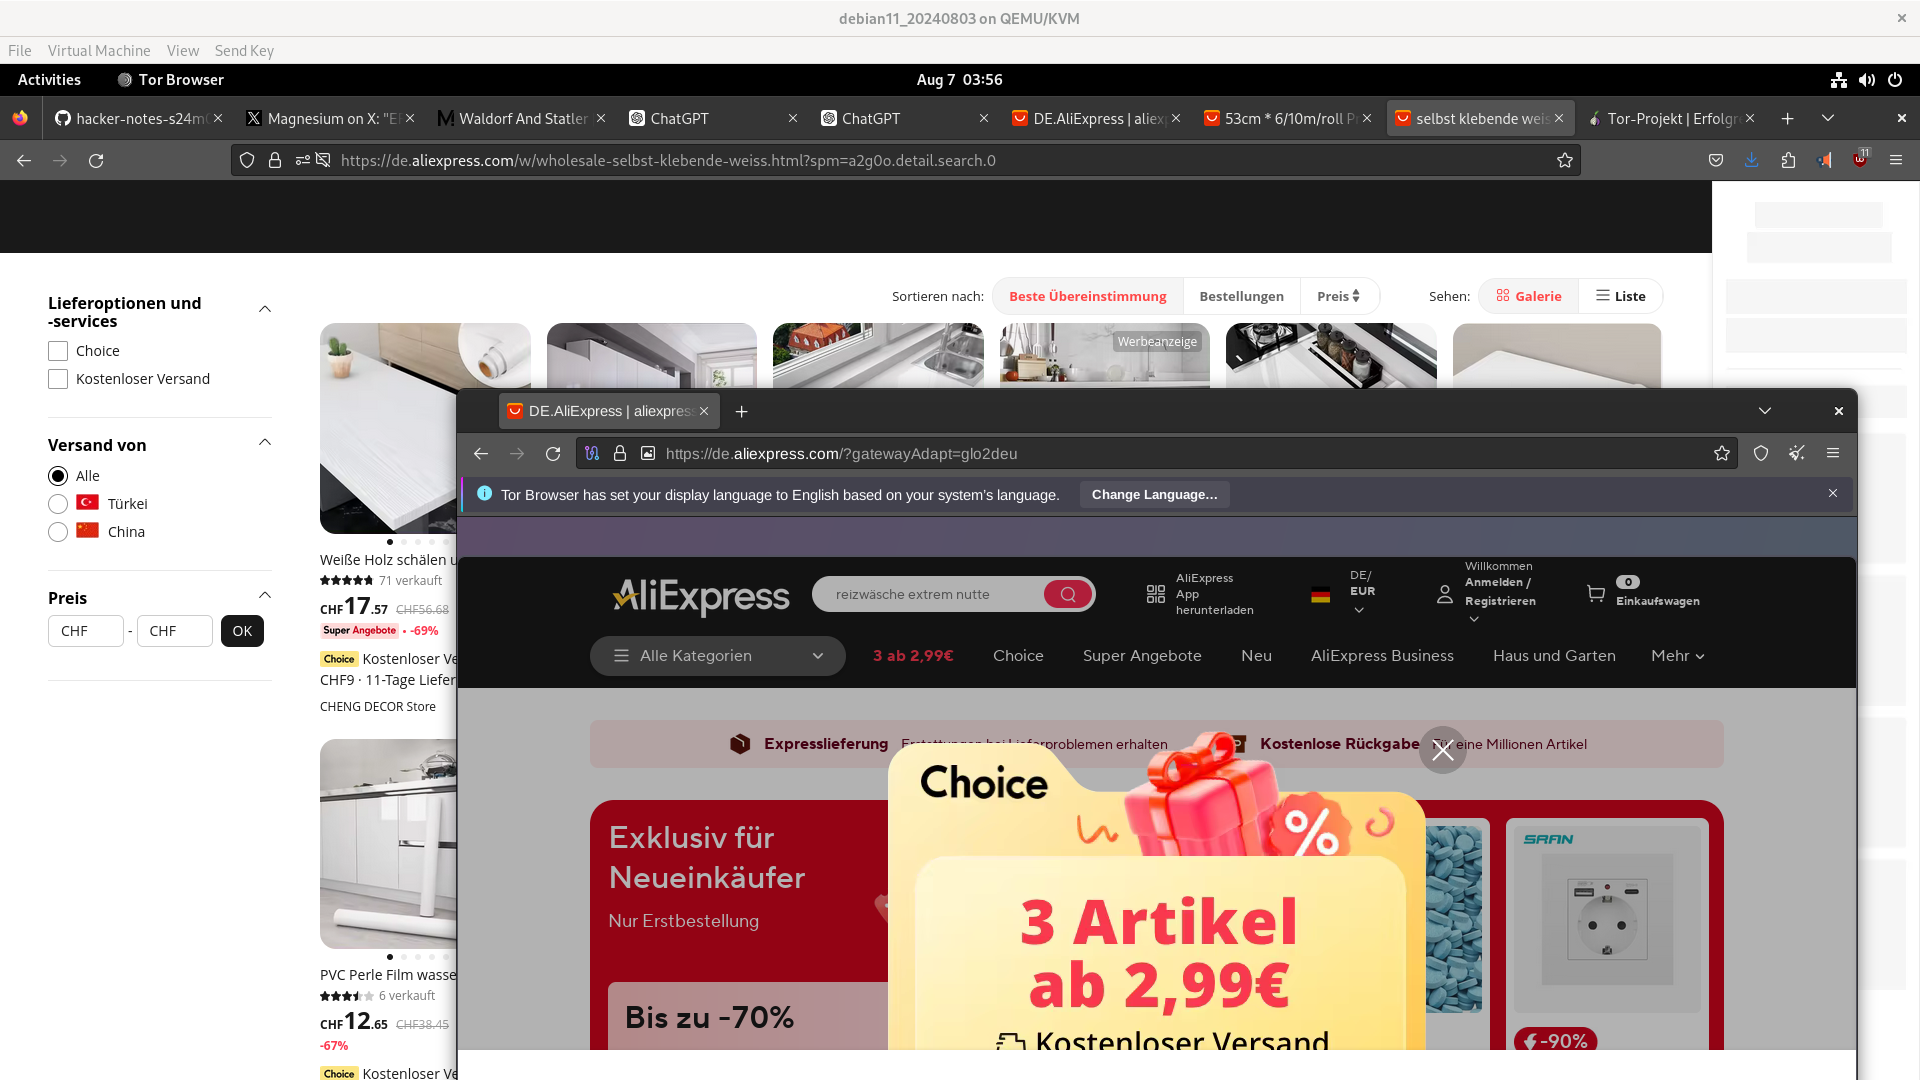 debian11_20240803 on QEMU/KVM
File Virtual Machine View Send Key
Activities Tor Browser Aug 7 03:56
hacker-notes-s24m Magnesium on X: "E Waldorf And Statler ChatGPT ChatGPT DE.AliExpress | aliex 53cm * 6/10m/roll P selbst klebende weis Tor-Projekt | Erfolgr
https://de.aliexpress.com/w/wholesale-selbst-klebende-weiss.html?spm=a2g0o.detail.search.0
11
Sortieren nach: Beste Übereinstimmung Bestellungen Preis Sehen: Galerie Liste
Lieferoptionen und
-services
Choice
Kostenloser Versand
Versand von
Alle
Türkei
China
Preis
CHF - CHF OK
Werbeanzeige
Weiße Holz schälen u
71 verkauft
CHF17.57 CHF56.68
Super Angebote -69%
Choice Kostenloser Ve
CHF9 · 11-Tage Liefer
CHENG DECOR Store
PVC Perle Film wasse
6 verkauft
CHF12.65 CHF38.45
-67%
Choice Kostenloser Ve
DE.AliExpress | aliexpres
https://de.aliexpress.com/?gatewayAdapt=glo2deu
Tor Browser has set your display language to English based on your system's language. Change Language...
AliExpress
reizwäsche extrem nutte
AliExpress
App
herunterladen
DE/
EUR
Willkommen
Anmelden /
Registrieren
0
Einkaufswagen
Alle Kategorien 3 ab 2,99€ Choice Super Angebote Neu AliExpress Business Haus und Garten Mehr
Expresslieferung Erstattungen bei Lieferproblemen erhalten Kostenlose Rückgabe Für eine Millionen Artikel
Exklusiv für
Neueinkäufer
Nur Erstbestellung
Bis zu -70%
Choice
%
3 Artikel
ab 2,99€
Kostenloser Versand
SRFIN
-90%